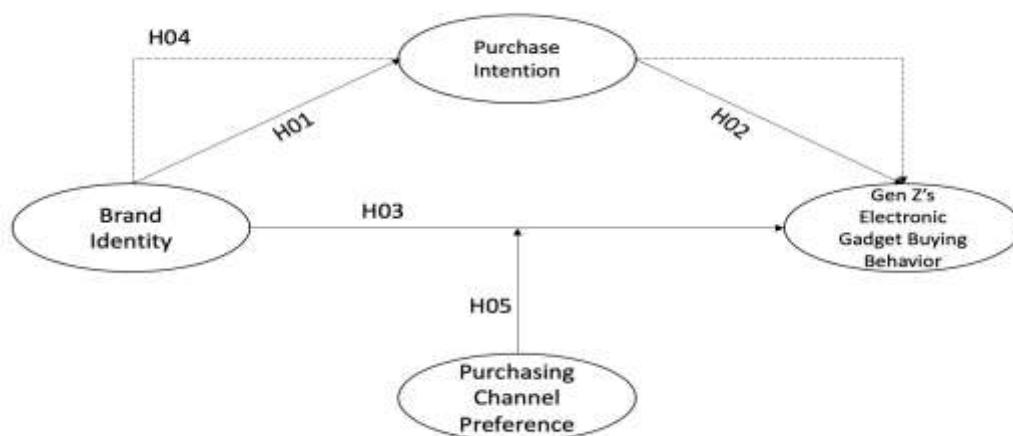 H04
Purchase
Intention
H01
H02
Brand
Identity
H03
Gen Z's
Electronic
Gadget Buying
Behavior
H05
Purchasing
Channel
Preference